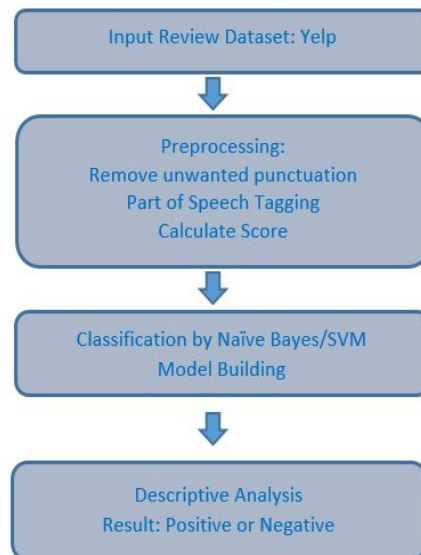 Input Review Dataset: Yelp
Preprocessing:
Remove unwanted punctuation
Part of Speech Tagging
Calculate Score
Classification by Naïve Bayes/SVM
Model Building
Descriptive Analysis
Result: Positive or Negative